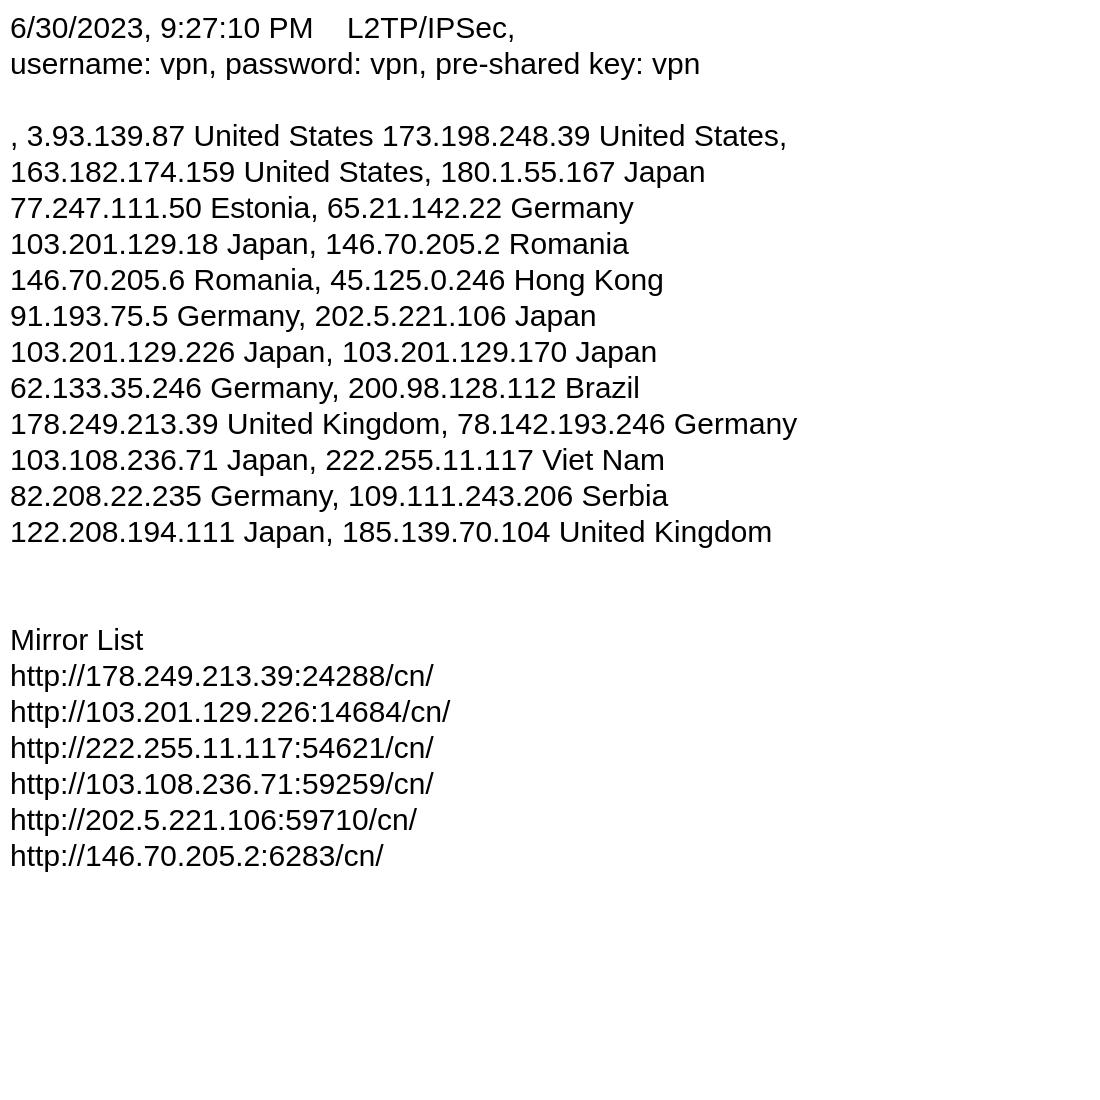 6/30/2023, 9:27:10 PM    L2TP/IPSec,
username: vpn, password: vpn, pre-shared key: vpn
, 3.93.139.87 United States 173.198.248.39 United States,
163.182.174.159 United States, 180.1.55.167 Japan
77.247.111.50 Estonia, 65.21.142.22 Germany
103.201.129.18 Japan, 146.70.205.2 Romania
146.70.205.6 Romania, 45.125.0.246 Hong Kong
91.193.75.5 Germany, 202.5.221.106 Japan
103.201.129.226 Japan, 103.201.129.170 Japan
62.133.35.246 Germany, 200.98.128.112 Brazil
178.249.213.39 United Kingdom, 78.142.193.246 Germany
103.108.236.71 Japan, 222.255.11.117 Viet Nam
82.208.22.235 Germany, 109.111.243.206 Serbia
122.208.194.111 Japan, 185.139.70.104 United Kingdom
Mirror List
http://178.249.213.39:24288/cn/
http://103.201.129.226:14684/cn/
http://222.255.11.117:54621/cn/
http://103.108.236.71:59259/cn/
http://202.5.221.106:59710/cn/
http://146.70.205.2:6283/cn/